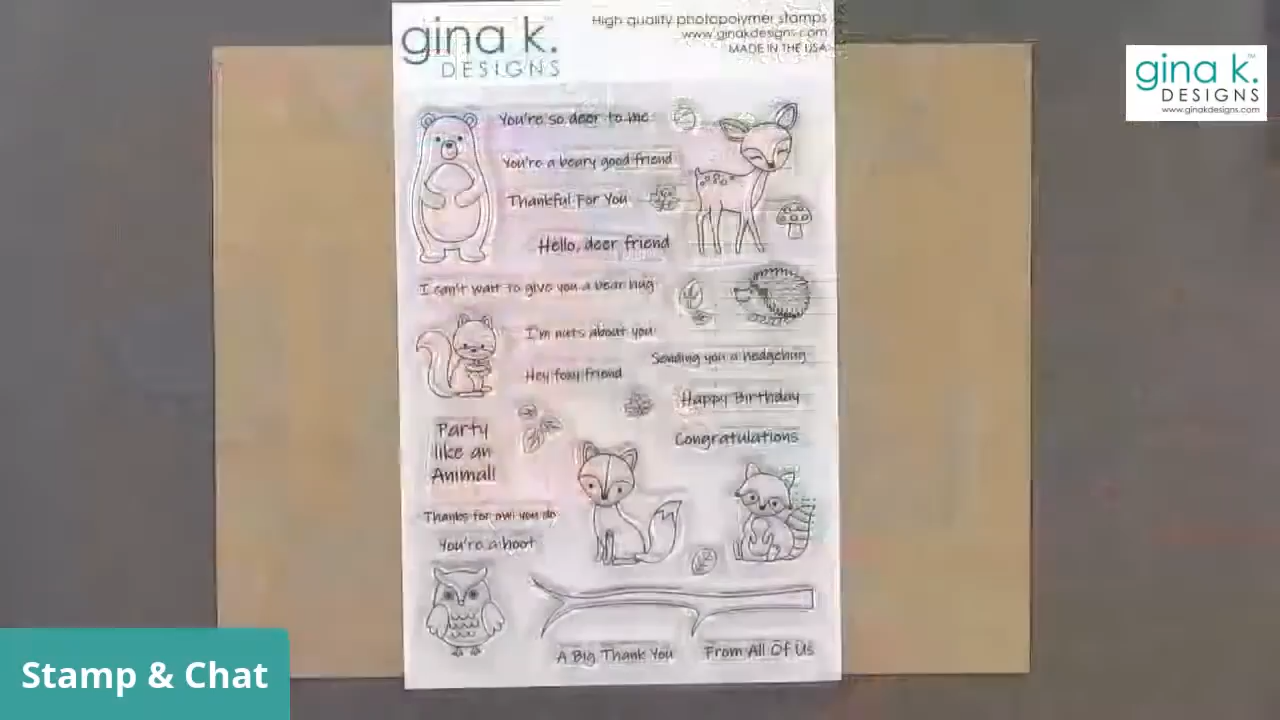 gina k.
DESIGNS
High quality photopolymer stamps
www.ginakdesigns.com
MADE IN THE USA
gina k.
DESIGNS
www.ginakdesigns.com
You're so deer to me
You're a beary good friend
Thankful For You
Hello, deer friend
I can't wait to give you a bear hug
I'm nuts about you
Sending you a hedgehug
Hey foxy friend
Happy Birthday
Party
like an
Animal!
Congratulations
Thanks for owl you do
You're a hoot
A Big Thank You
From All Of Us
Stamp & Chat